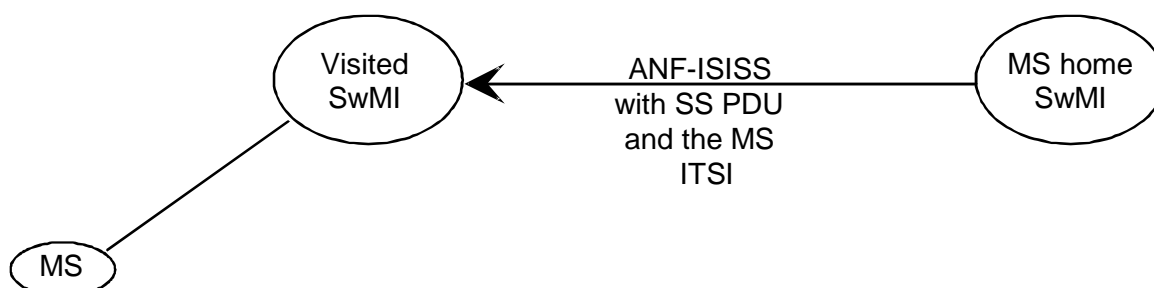 Visited
SwMI
ANF-ISISS
with SS PDU
and the MS
ITSI
MS home
SwMI
MS